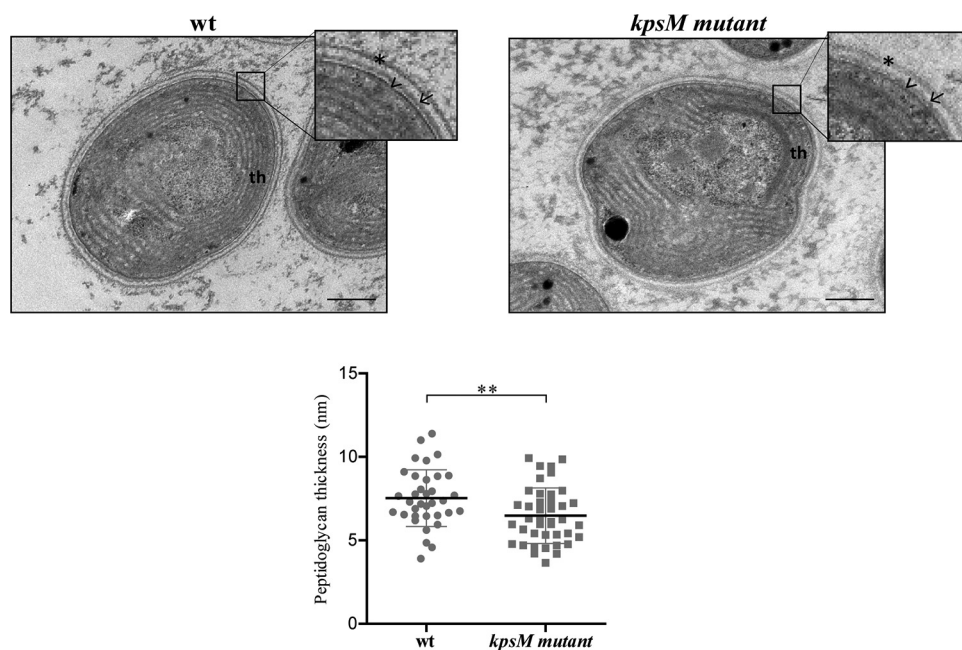 wt
kpsM mutant
*
th
*
th
Peptidoglycan thickness (nm)
15
10
5
0
**
wt
kpsM mutant